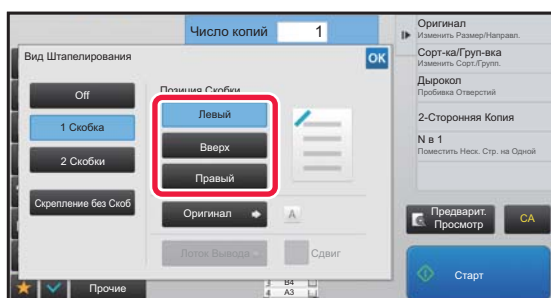 Число копий 1
Оригинал
Изменить Размер/Направл.
Вид Штапелирования
OK
Сорт-ка/Груп-вка
Изменить Сорт./Групп.
Off
Позиция Скобки
Дырокол
Пробивка Отверстий
1 Скобка
Левый
2-Сторонняя Копия
2 Скобки
Вверх
N в 1
Поместить Неск. Стр. на Одной
Правый
Скрепление без Скоб
Оригинал
A
Предварит.
Просмотр
CA
Лоток Вывода
Сдвиг
Старт
Прочие
3 B4
4 A3